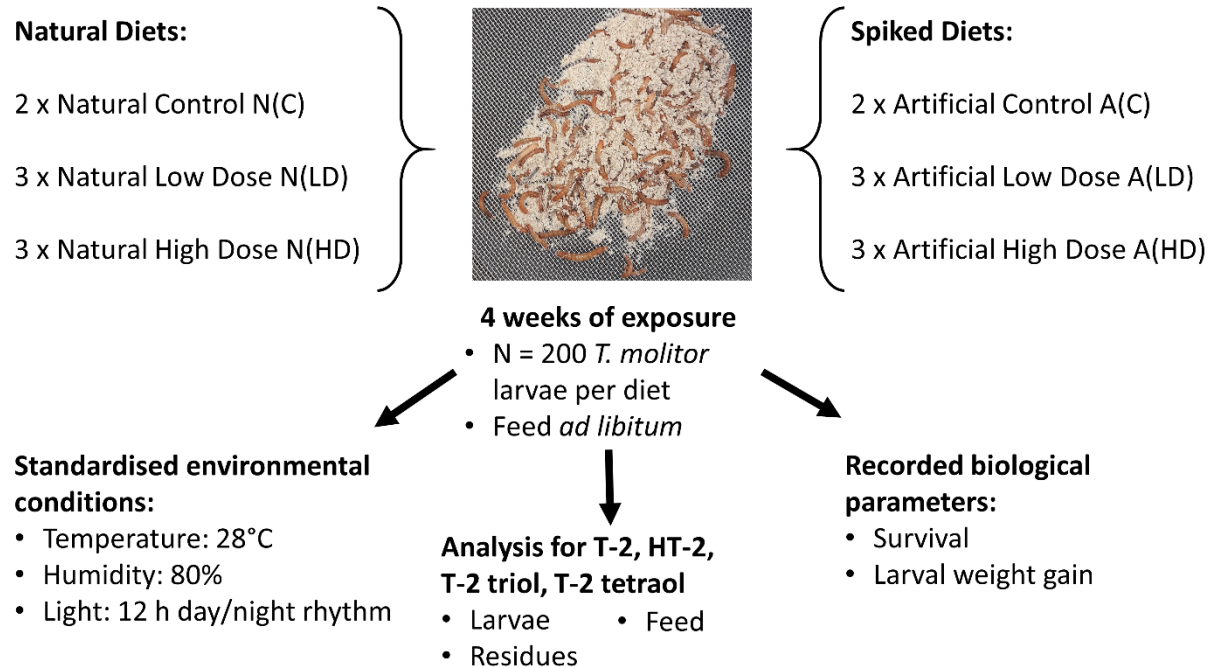 Natural Diets:
2 x Natural Control N(C)
3 x Natural Low Dose N(LD)
3 x Natural High Dose N(HD)
Spiked Diets:
2 x Artificial Control A(C)
3 x Artificial Low Dose A(LD)
3 x Artificial High Dose A(HD)
4 weeks of exposure
• N = 200 T. molitor
larvae per diet
• Feed ad libitum
Standardised environmental
conditions:
• Temperature: 28°C
• Humidity: 80%
• Light: 12 h day/night rhythm
Analysis for T-2, HT-2,
T-2 triol, T-2 tetraol
• Larvae • Feed
• Residues
Recorded biological
parameters:
• Survival
• Larval weight gain